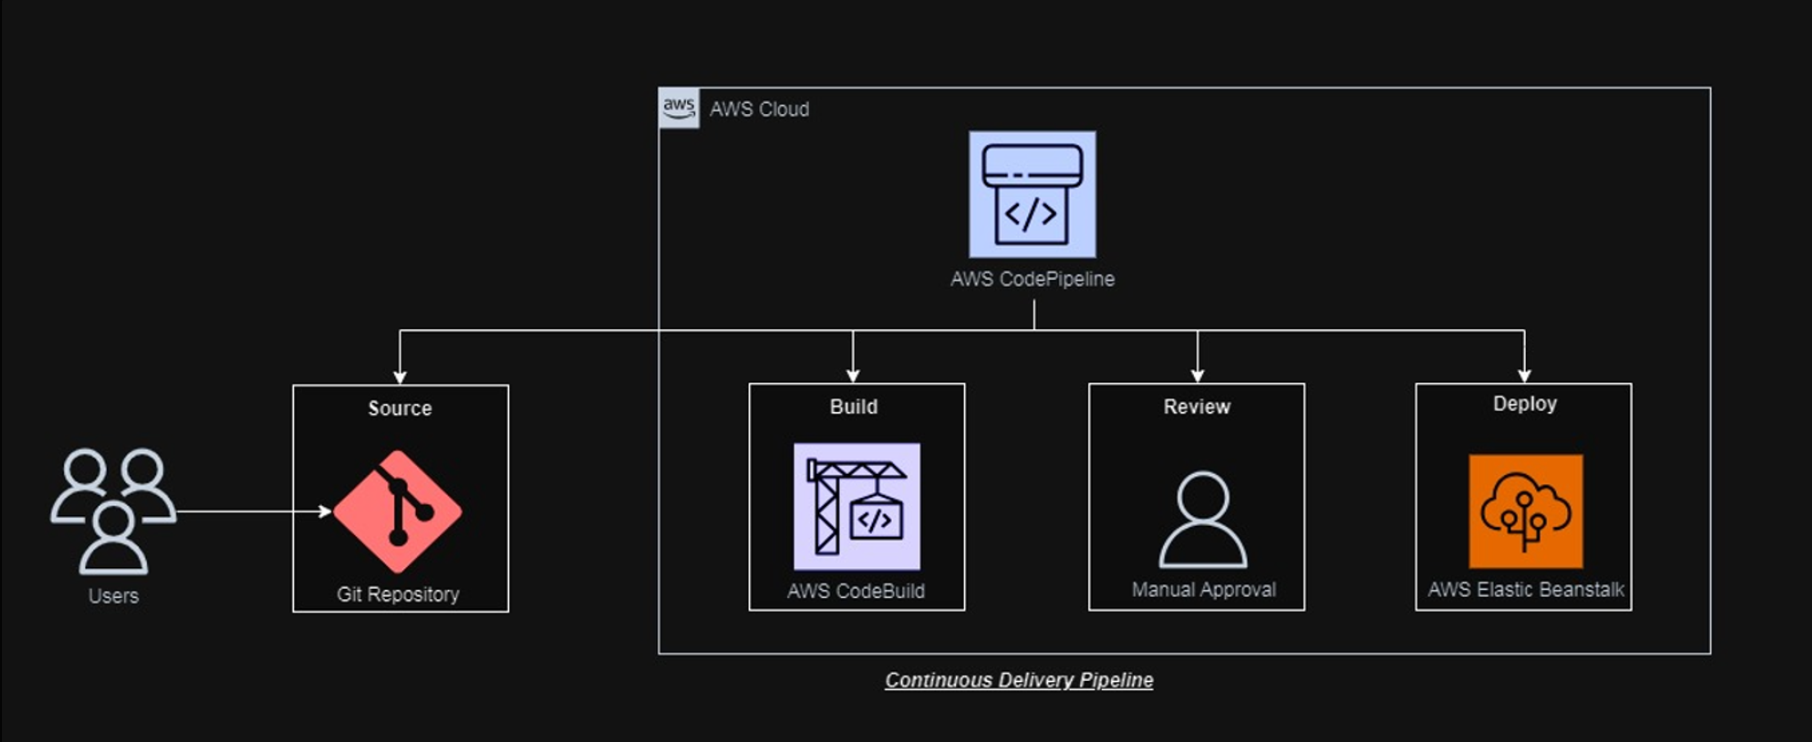 aws
AWS Cloud
</>
AWS CodePipeline
Source
Build
Review
Deploy
</>
Users
Git Repository
AWS CodeBuild
Manual Approval
AWS Elastic Beanstalk
Continuous Delivery Pipeline